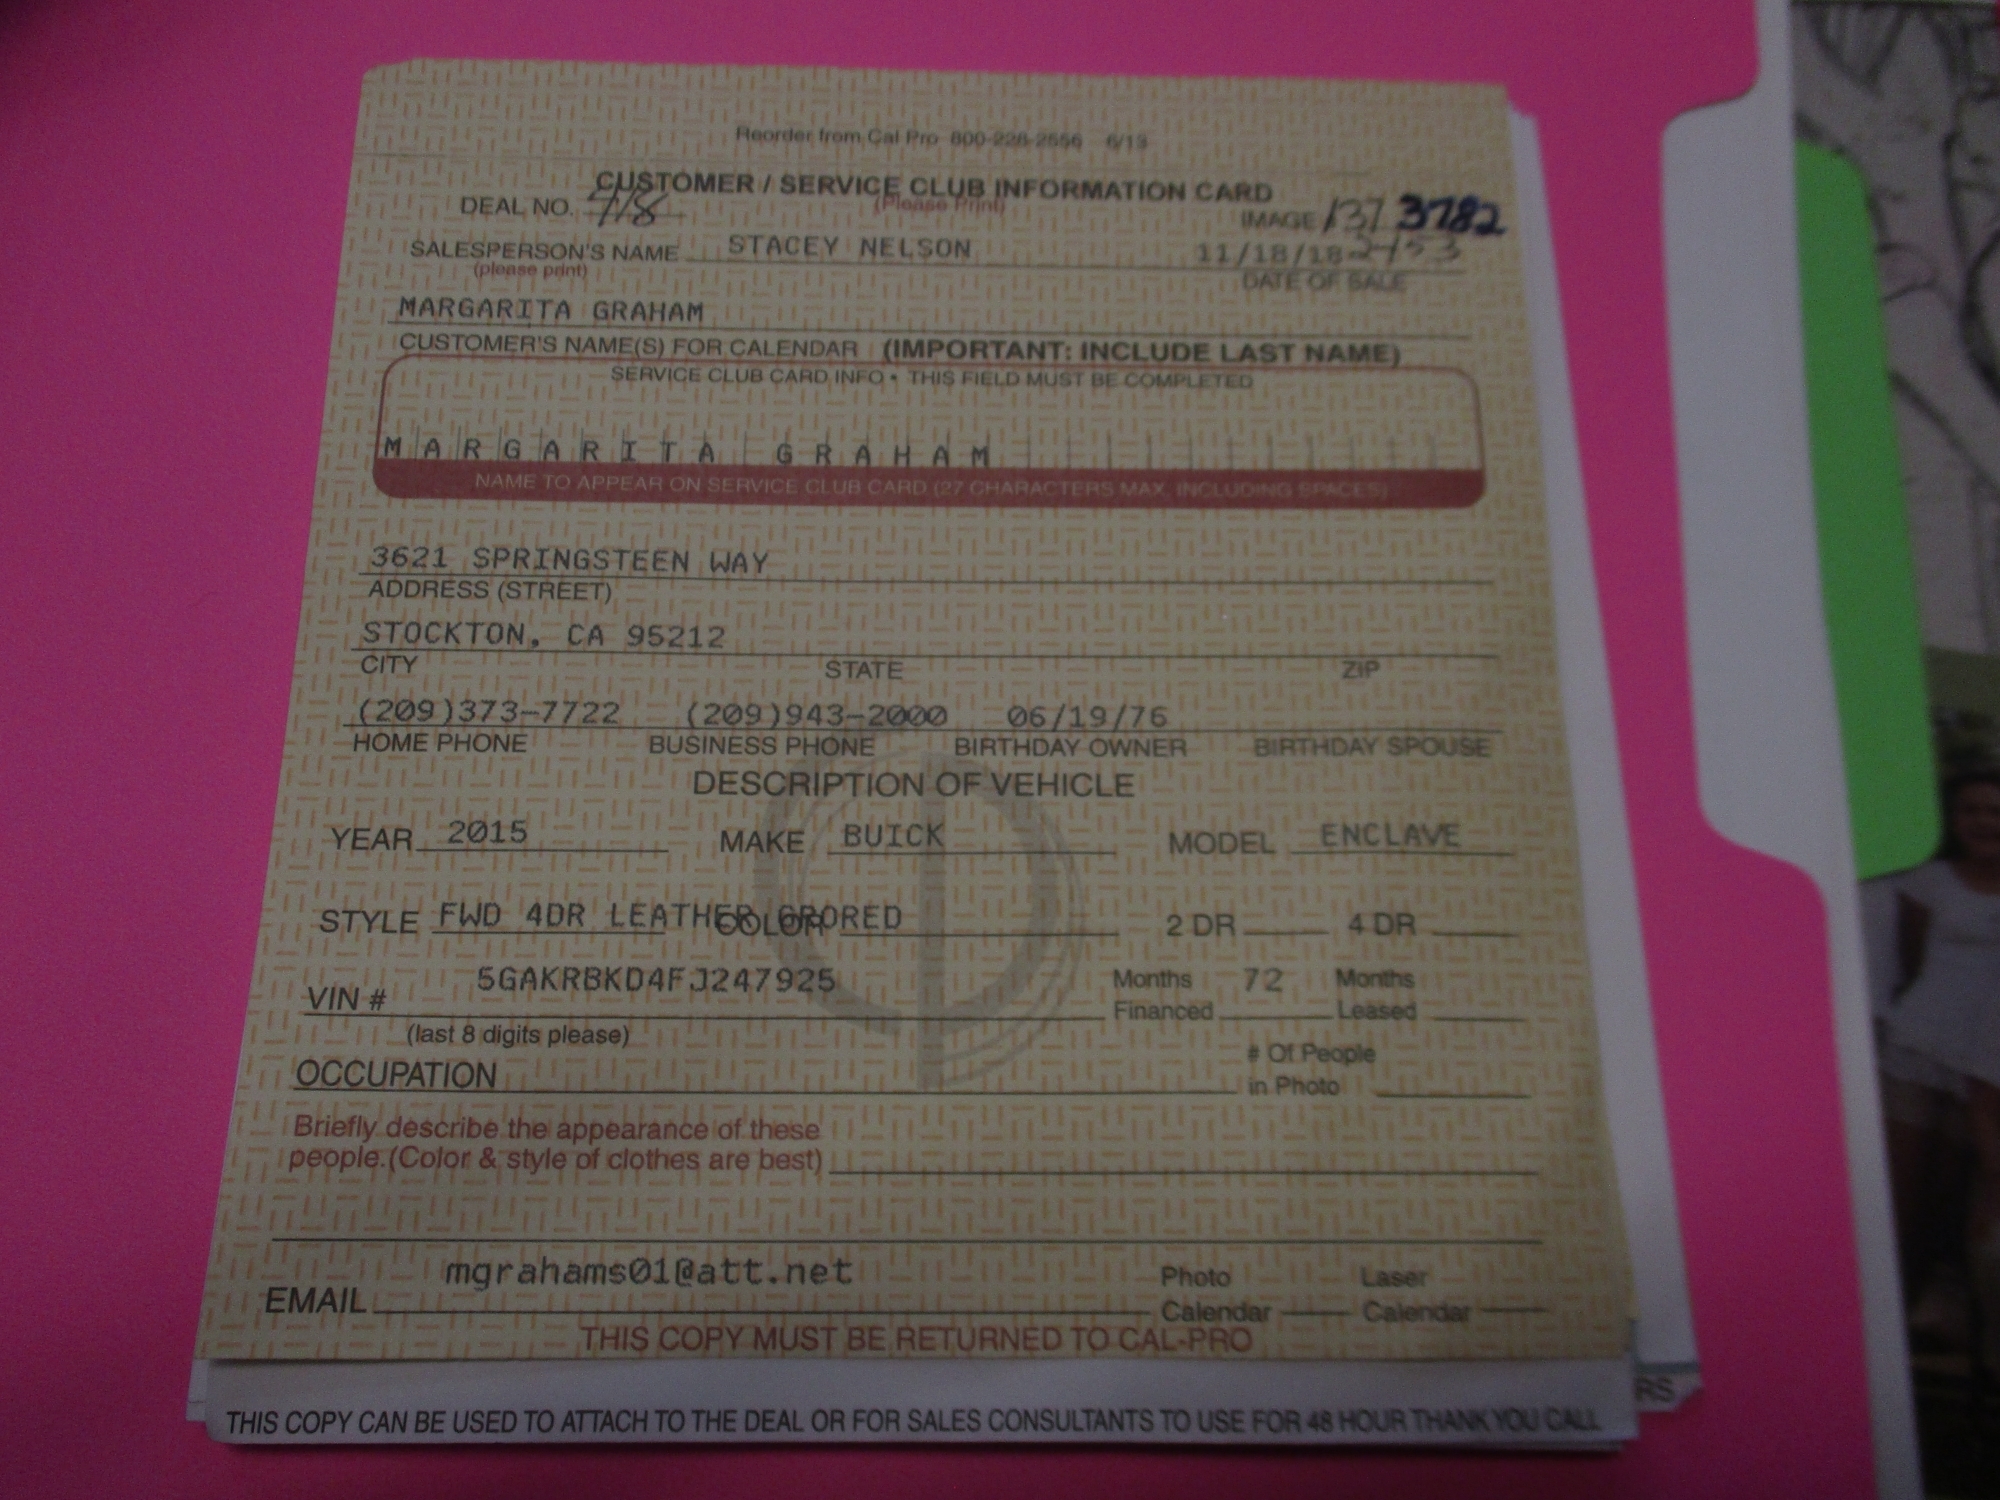 Reorder from Cal Pro 800-228-2556 6/13
CUSTOMER / SERVICE CLUB INFORMATION CARD
(Please Print)
DEAL NO. 418
IMAGE 137 3782
SALESPERSON'S NAME STACEY NELSON 11/18/18 2453
(please print) DATE OF SALE
MARGARITA GRAHAM
CUSTOMER'S NAME(S) FOR CALENDAR (IMPORTANT: INCLUDE LAST NAME)
SERVICE CLUB CARD INFO • THIS FIELD MUST BE COMPLETED
MARGARITA GRAHAM
NAME TO APPEAR ON SERVICE CLUB CARD (27 CHARACTERS MAX, INCLUDING SPACES)
3621 SPRINGSTEEN WAY
ADDRESS (STREET)
STOCKTON, CA 95212
CITY STATE ZIP
(209)373-7722 (209)943-2000 06/19/76
HOME PHONE BUSINESS PHONE BIRTHDAY OWNER BIRTHDAY SPOUSE
DESCRIPTION OF VEHICLE
YEAR 2015 MAKE BUICK MODEL ENCLAVE
STYLE FWD 4DR LEATHER COLOR RED 2 DR 4 DR
VIN # 5GAKRBKD4FJ247925
(last 8 digits please)
Months Financed 72 Months Leased
OCCUPATION
# Of People in Photo
Briefly describe the appearance of these
people.(Color & style of clothes are best)
EMAIL mgrahams01@att.net
Photo Calendar Laser Calendar
THIS COPY MUST BE RETURNED TO CAL-PRO
THIS COPY CAN BE USED TO ATTACH TO THE DEAL OR FOR SALES CONSULTANTS TO USE FOR 48 HOUR THANK YOU CALL
RS